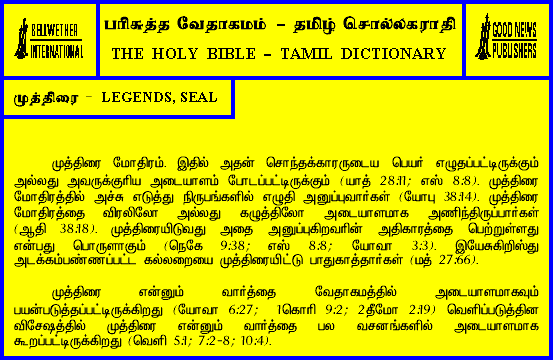 BELLWETHER
INTERNATIONAL
பரிசுத்த வேதாகமம் - தமிழ் சொல்லகராதி
THE HOLY BIBLE - TAMIL DICTIONARY
GOOD NEWS
PUBLISHERS
முத்திரை - LEGENDS, SEAL
முத்திரை மோதிரம். இதில் அதன் சொந்தக்காரருடைய பெயர் எழுதப்பட்டிருக்கும்
அல்லது அவருக்குரிய அடையாளம் போடப்பட்டிருக்கும் (யாத் 28:11; எஸ் 8:8). முத்திரை
மோதிரத்தில் அச்சு எடுத்து நிருபங்களில் எழுதி அனுப்புவார்கள் (யோபு 38:14). முத்திரை
மோதிரத்தை விரலிலோ அல்லது கழுத்திலோ அடையாளமாக அணிந்திருப்பார்கள்
(ஆதி 38:18). முத்திரையிடுவது அதை அனுப்புகிறவரின் அதிகாரத்தை பெற்றுள்ளது
என்பது பொருளாகும் (நெகே 9:38; எஸ் 8:8; யோவா 3:3). இயேசுகிறிஸ்து
அடக்கம்பண்ணப்பட்ட கல்லறையை முத்திரையிட்டு பாதுகாத்தார்கள் (மத் 27:66).
முத்திரை என்னும் வார்த்தை வேதாகமத்தில் அடையாளமாகவும்
பயன்படுத்தப்பட்டிருக்கிறது (யோவா 6:27; 1கொரி 9:2; 2தீமோ 2:19) வெளிப்படுத்தின
விசேஷத்தில் முத்திரை என்னும் வார்த்தை பல வசனங்களில் அடையாளமாக
கூறப்பட்டிருக்கிறது (வெளி 5:1; 7:2-8; 10:4).